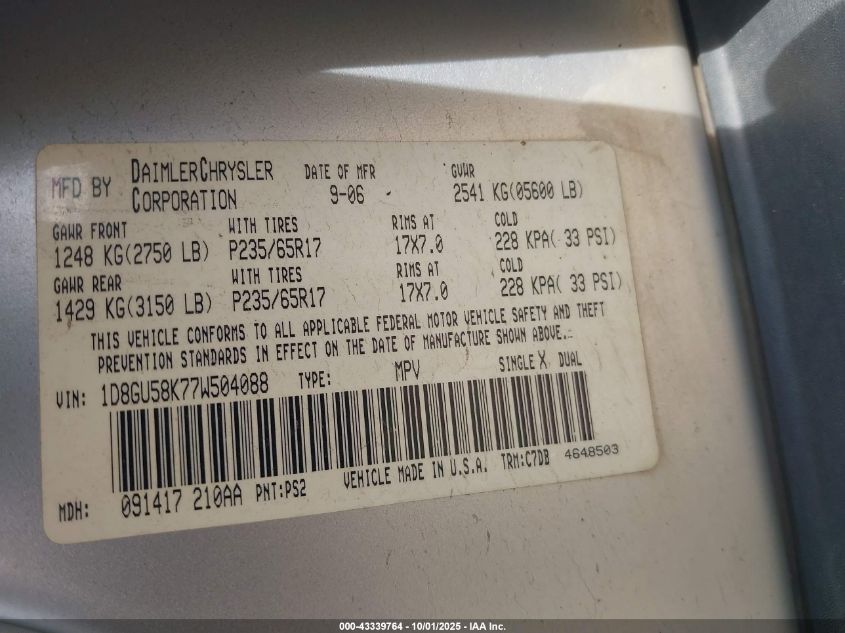 MFD BY DAIMLERCHRYSLER CORPORATION DATE OF MFR 9-06 GVWR 2541 KG(05600 LB)
GAWR FRONT WITH TIRES RIMS AT COLD
1248 KG(2750 LB) P235/65R17 17X7.0 228 KPA( 33 PSI)
GAWR REAR WITH TIRES RIMS AT COLD
1429 KG(3150 LB) P235/65R17 17X7.0 228 KPA( 33 PSI)
THIS VEHICLE CONFORMS TO ALL APPLICABLE FEDERAL MOTOR VEHICLE SAFETY AND THEFT
PREVENTION STANDARDS IN EFFECT ON THE DATE OF MANUFACTURE SHOWN ABOVE.
VIN: 1D8GU58K77W504088 TYPE: MPV SINGLE X DUAL
MDH: 091417 210AA PNT:PS2 VEHICLE MADE IN U.S.A. TRM:C7DB 4648503
000-43339764 - 10/01/2025 - IAA Inc.